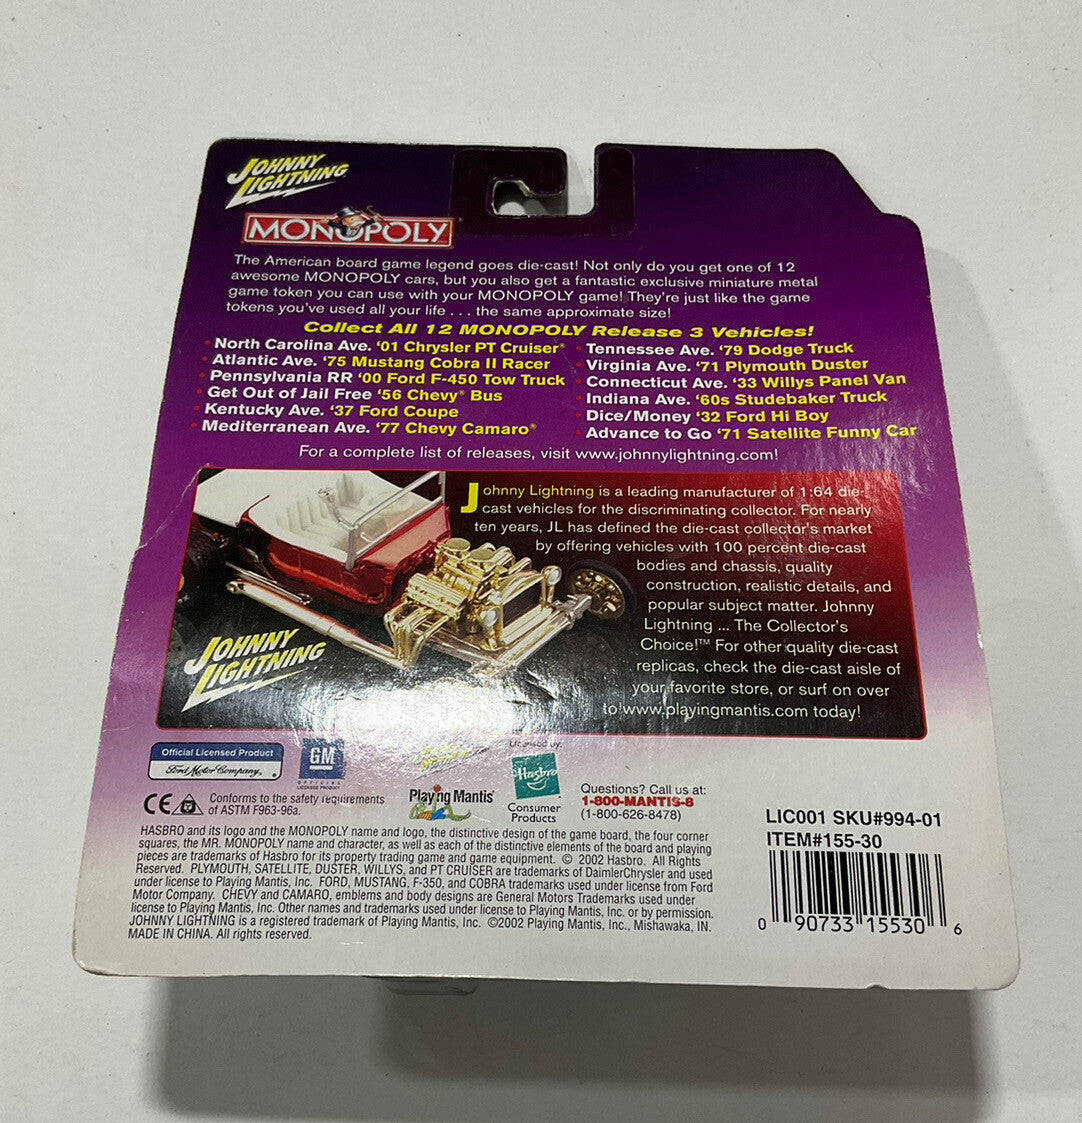 JOHNNY
LIGHTNING
MONOPOLY
The American board game legend goes die-cast! Not only do you get one of 12
awesome MONOPOLY cars, but you also get a fantastic exclusive miniature metal
game token you can use with your MONOPOLY game! They're just like the game
tokens you've used all your life . . . the same approximate size!
Collect All 12 MONOPOLY Release 3 Vehicles!
• North Carolina Ave. '01 Chrysler PT Cruiser®
• Atlantic Ave. '75 Mustang Cobra II Racer
• Pennsylvania RR '00 Ford F-450 Tow Truck
• Get Out of Jail Free '56 Chevy® Bus
• Kentucky Ave. '37 Ford Coupe
• Mediterranean Ave. '77 Chevy Camaro®
• Tennessee Ave. '79 Dodge Truck
• Virginia Ave. '71 Plymouth Duster
• Connecticut Ave. '33 Willys Panel Van
• Indiana Ave. '60s Studebaker Truck
• Dice/Money '32 Ford Hi Boy
• Advance to Go '71 Satellite Funny Car
For a complete list of releases, visit www.johnnylightning.com!
Johnny Lightning is a leading manufacturer of 1:64 die-
cast vehicles for the discriminating collector. For nearly
ten years, JL has defined the die-cast collector's market
by offering vehicles with 100 percent die-cast
bodies and chassis, quality
construction, realistic details, and
popular subject matter. Johnny
Lightning ... The Collector's
Choice!™ For other quality die-cast
replicas, check the die-cast aisle of
your favorite store, or surf on over
to www.playingmantis.com today!
JOHNNY
LIGHTNING
Official Licensed Product
Ford Motor Company®
GM
OFFICIAL
LICENSED PRODUCT
CE Conforms to the safety requirements
of ASTM F963-96a.
Johnny
Lightning
Playing Mantis®
Licensed by:
Hasbro
Consumer
Products
Questions? Call us at:
1-800-MANTIS-8
(1-800-626-8478)
HASBRO and its logo and the MONOPOLY name and logo, the distinctive design of the game board, the four corner
squares, the MR. MONOPOLY name and character, as well as each of the distinctive elements of the board and playing
pieces are trademarks of Hasbro for its property trading game and game equipment. © 2002 Hasbro. All Rights
Reserved. PLYMOUTH, SATELLITE, DUSTER, WILLYS, and PT CRUISER are trademarks of DaimlerChrysler and used
under license to Playing Mantis, Inc. FORD, MUSTANG, F-350, and COBRA trademarks used under license from Ford
Motor Company. CHEVY and CAMARO, emblems and body designs are General Motors Trademarks used under
license to Playing Mantis, Inc. Other names and trademarks used under license to Playing Mantis, Inc. or by permission.
JOHNNY LIGHTNING is a registered trademark of Playing Mantis, Inc. ©2002 Playing Mantis, Inc., Mishawaka, IN.
MADE IN CHINA. All rights reserved.
LIC001 SKU#994-01
ITEM#155-30
0 90733 15530 6